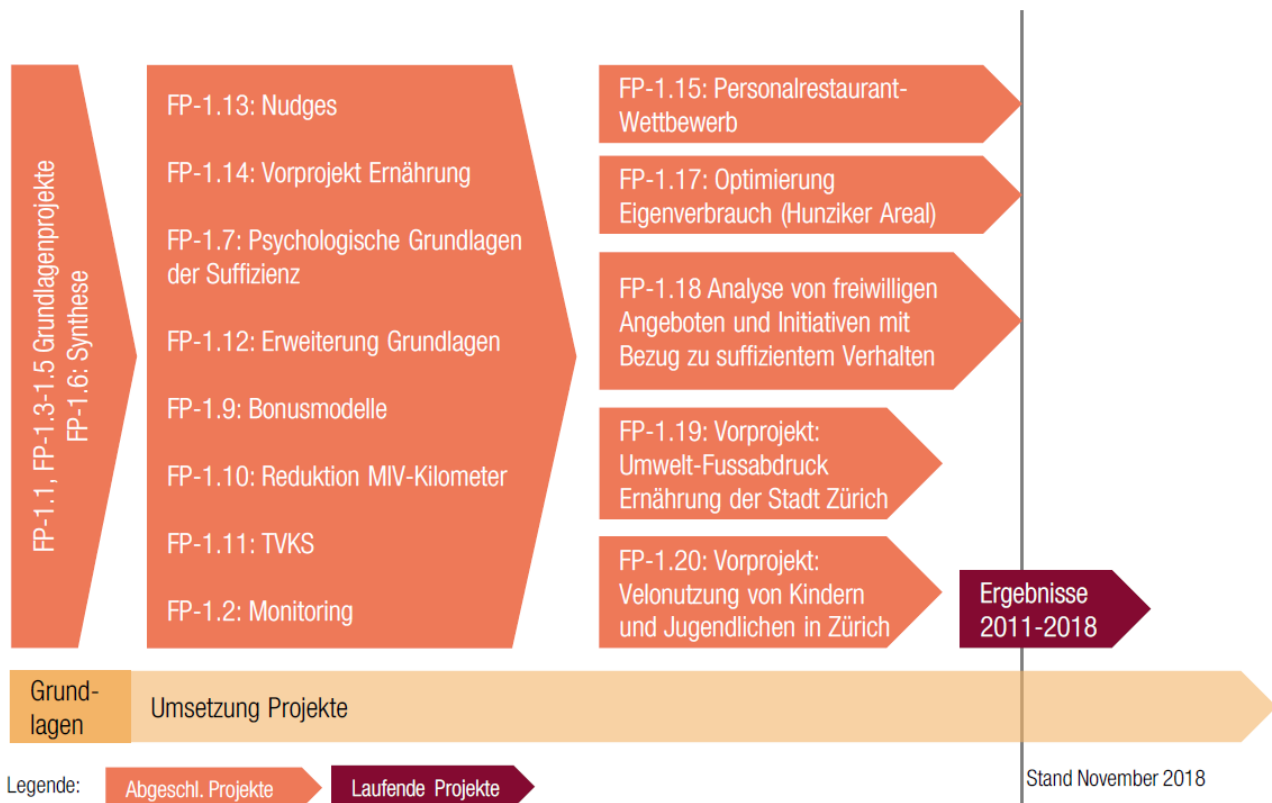 FP-1.1, FP-1.3-1.5 Grundlagenprojekte
FP-1.6: Synthese
FP-1.13: Nudges
FP-1.14: Vorprojekt Ernährung
FP-1.7: Psychologische Grundlagen
der Suffizienz
FP-1.12: Erweiterung Grundlagen
FP-1.9: Bonusmodelle
FP-1.10: Reduktion MIV-Kilometer
FP-1.11: TVKS
FP-1.2: Monitoring
FP-1.15: Personalrestaurant-
Wettbewerb
FP-1.17: Optimierung
Eigenverbrauch (Hunziker Areal)
FP-1.18 Analyse von freiwilligen
Angeboten und Initiativen mit
Bezug zu suffizientem Verhalten
FP-1.19: Vorprojekt:
Umwelt-Fussabdruck
Ernährung der Stadt Zürich
FP-1.20: Vorprojekt:
Velonutzung von Kindern
und Jugendlichen in Zürich
Ergebnisse
2011-2018
Grund-
lagen
Umsetzung Projekte
Legende:
Abgeschl. Projekte
Laufende Projekte
Stand November 2018